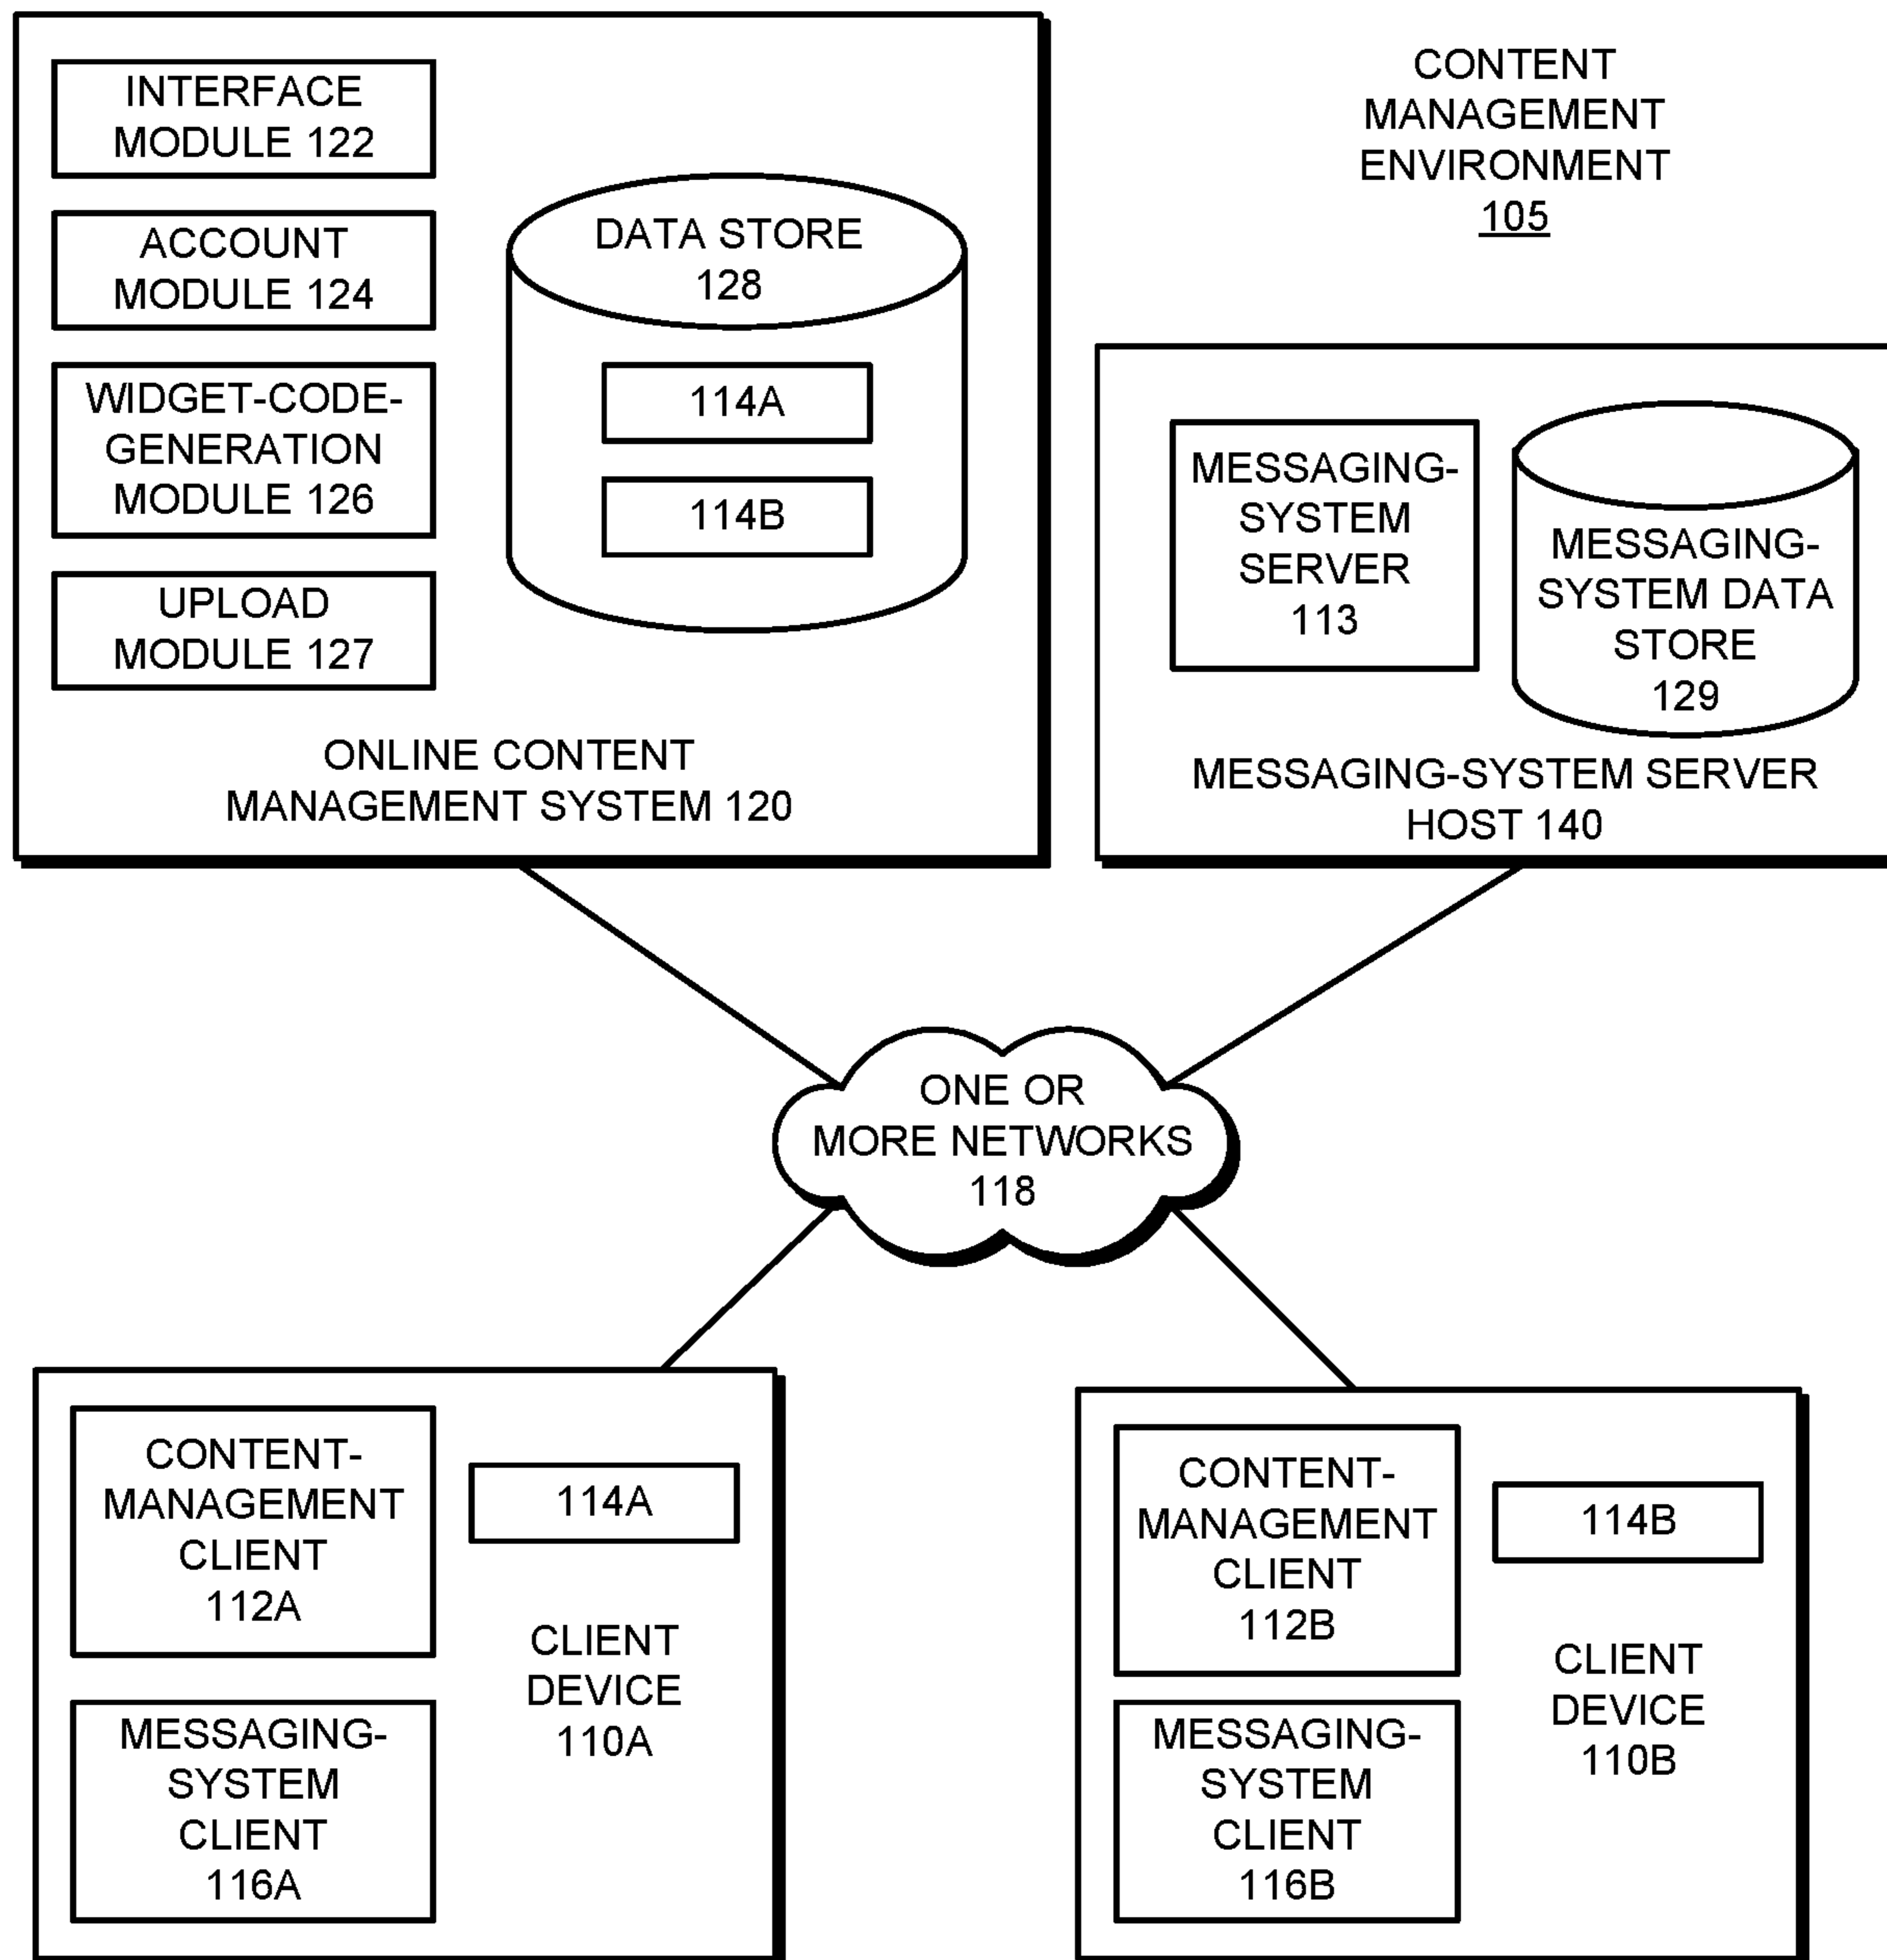 INTERFACE
MODULE 122
ACCOUNT
MODULE 124
WIDGET-CODE-
GENERATION
MODULE 126
UPLOAD
MODULE 127
DATA STORE
128
114A
114B
ONLINE CONTENT
MANAGEMENT SYSTEM 120
CONTENT
MANAGEMENT
ENVIRONMENT
105
MESSAGING-
SYSTEM
SERVER
113
MESSAGING-
SYSTEM DATA
STORE
129
MESSAGING-SYSTEM SERVER
HOST 140
ONE OR
MORE NETWORKS
118
CONTENT-
MANAGEMENT
CLIENT
112A
114A
MESSAGING-
SYSTEM
CLIENT
116A
CLIENT
DEVICE
110A
CONTENT-
MANAGEMENT
CLIENT
112B
114B
MESSAGING-
SYSTEM
CLIENT
116B
CLIENT
DEVICE
110B